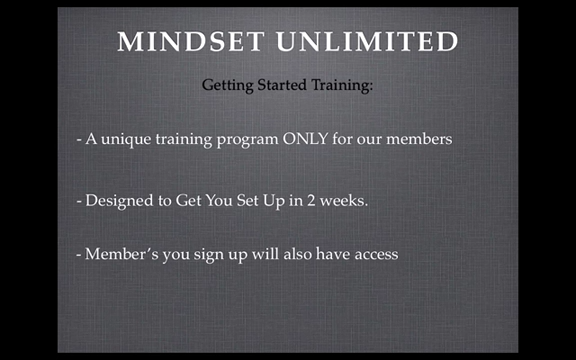 MINDSET UNLIMITED
Getting Started Training:
- A unique training program ONLY for our members
- Designed to Get You Set Up in 2 weeks.
- Member's you sign up will also have access